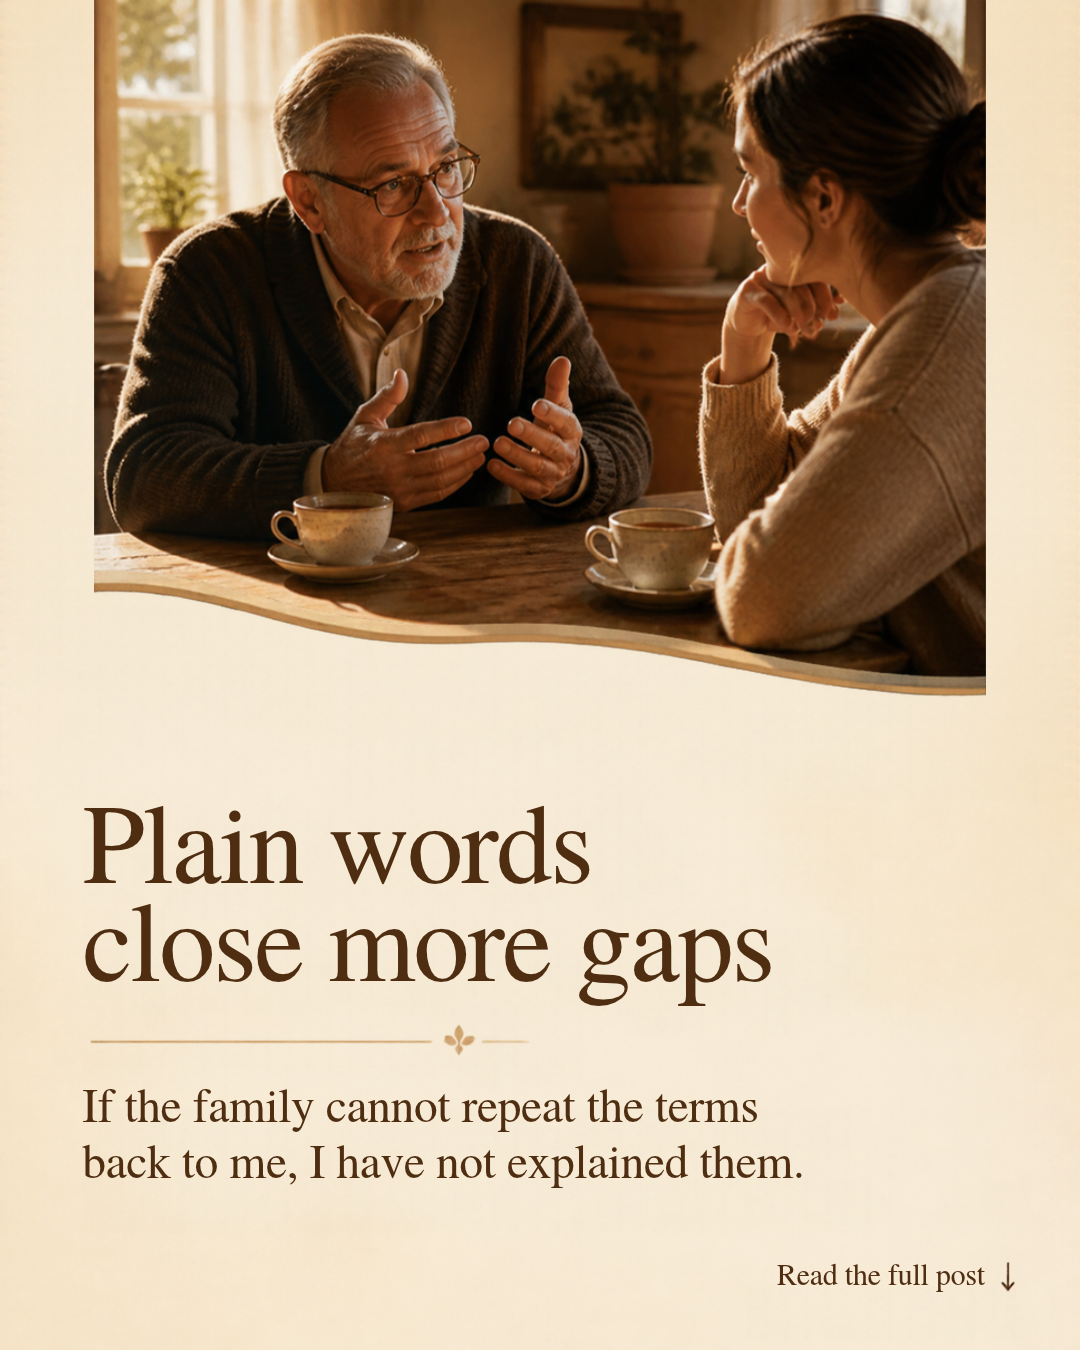 Plain words
close more gaps
If the family cannot repeat the terms
back to me, I have not explained them.
Read the full post ↓